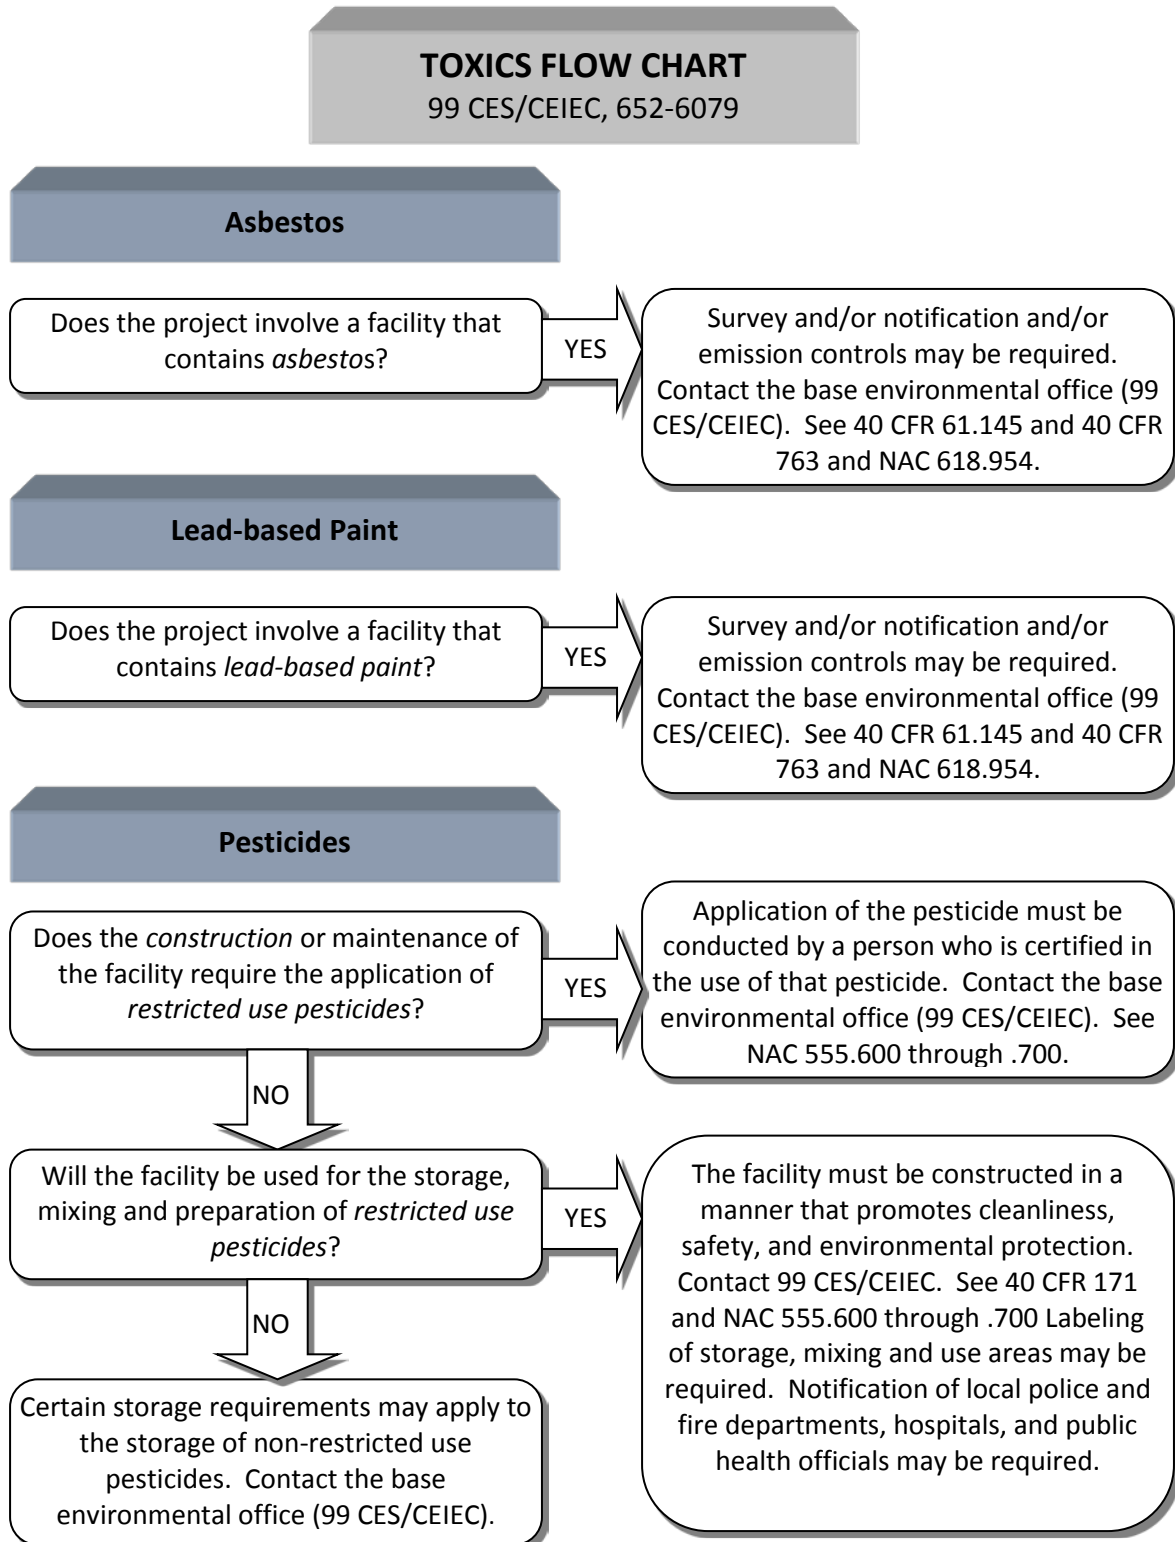 TOXICS FLOW CHART
99 CES/CEIEC, 652-6079
Asbestos
Does the project involve a facility that
contains asbestos?
YES
Survey and/or notification and/or
emission controls may be required.
Contact the base environmental office (99
CES/CEIEC).  See 40 CFR 61.145 and 40 CFR
763 and NAC 618.954.
Lead-based Paint
Does the project involve a facility that
contains lead-based paint?
YES
Survey and/or notification and/or
emission controls may be required.
Contact the base environmental office (99
CES/CEIEC).  See 40 CFR 61.145 and 40 CFR
763 and NAC 618.954.
Pesticides
Does the construction or maintenance of
the facility require the application of
restricted use pesticides?
YES
Application of the pesticide must be
conducted by a person who is certified in
the use of that pesticide.  Contact the base
environmental office (99 CES/CEIEC).  See
NAC 555.600 through .700.
NO
Will the facility be used for the storage,
mixing and preparation of restricted use
pesticides?
YES
The facility must be constructed in a
manner that promotes cleanliness,
safety, and environmental protection.
Contact 99 CES/CEIEC.  See 40 CFR 171
and NAC 555.600 through .700 Labeling
of storage, mixing and use areas may be
required.  Notification of local police and
fire departments, hospitals, and public
health officials may be required.
NO
Certain storage requirements may apply to
the storage of non-restricted use
pesticides.  Contact the base
environmental office (99 CES/CEIEC).